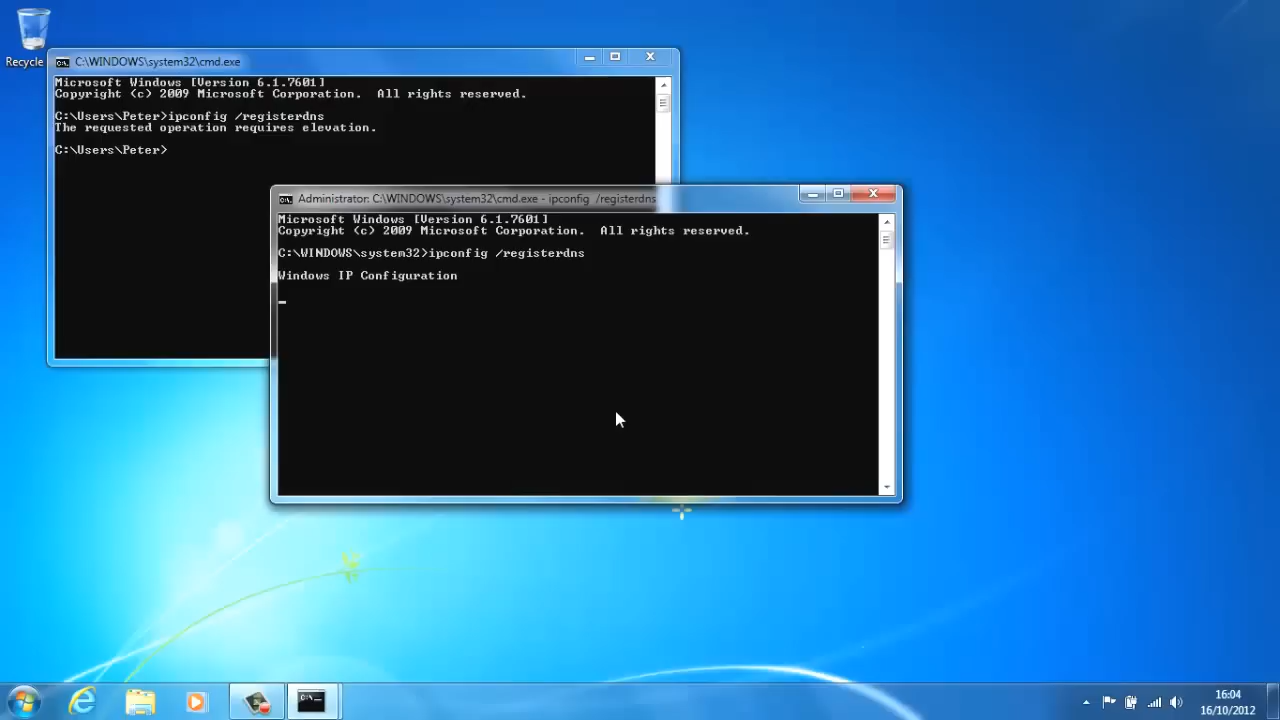 Recycle
C:\WINDOWS\system32\cmd.exe
Microsoft Windows [Version 6.1.7601]
Copyright (c) 2009 Microsoft Corporation.  All rights reserved.
C:\Users\Peter>ipconfig /registerdns
The requested operation requires elevation.
C:\Users\Peter>
Administrator: C:\WINDOWS\system32\cmd.exe - ipconfig  /registerdns
Microsoft Windows [Version 6.1.7601]
Copyright (c) 2009 Microsoft Corporation.  All rights reserved.
C:\WINDOWS\system32>ipconfig /registerdns
Windows IP Configuration
16:04
16/10/2012